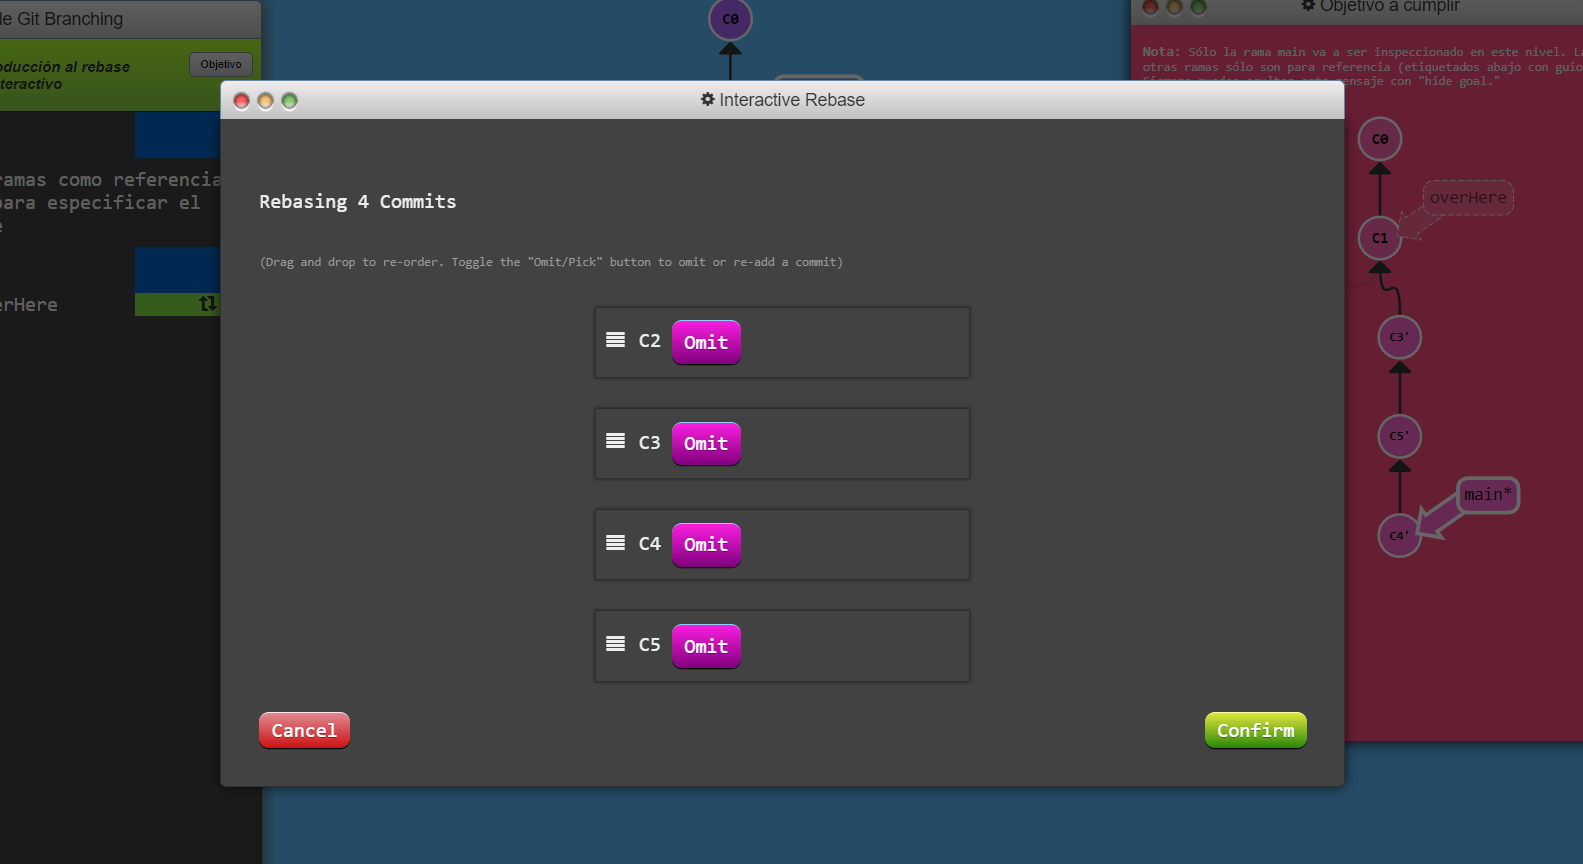 de Git Branching
oducción al rebase
nteractivo
Objetivo
ramas como referencia
para especificar el
e
erHere
C0
Objetivo a cumplir
Nota: Sólo la rama main va a ser inspeccionado en este nivel. La
otras ramas sólo son para referencia (etiquetados abajo con guio
mensaje con "hide goal."
C0
overHere
C1
C3'
C5'
main*
C4'
Interactive Rebase
Rebasing 4 Commits
(Drag and drop to re-order. Toggle the "Omit/Pick" button to omit or re-add a commit)
C2 Omit
C3 Omit
C4 Omit
C5 Omit
Cancel
Confirm